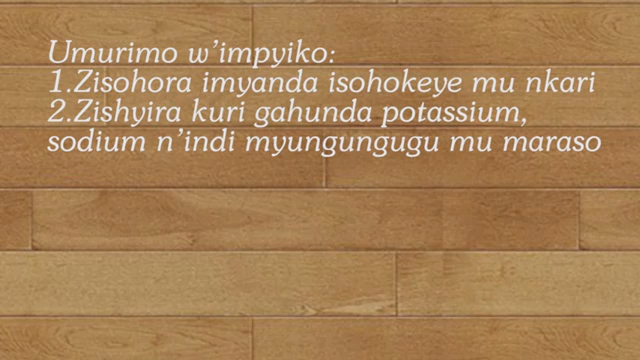 Umurimo w’impyiko:
1.Zisohora imyanda isohokeye mu nkari
2.Zishyira kuri gahunda potassium,
sodium n’indi myungungugu mu maraso